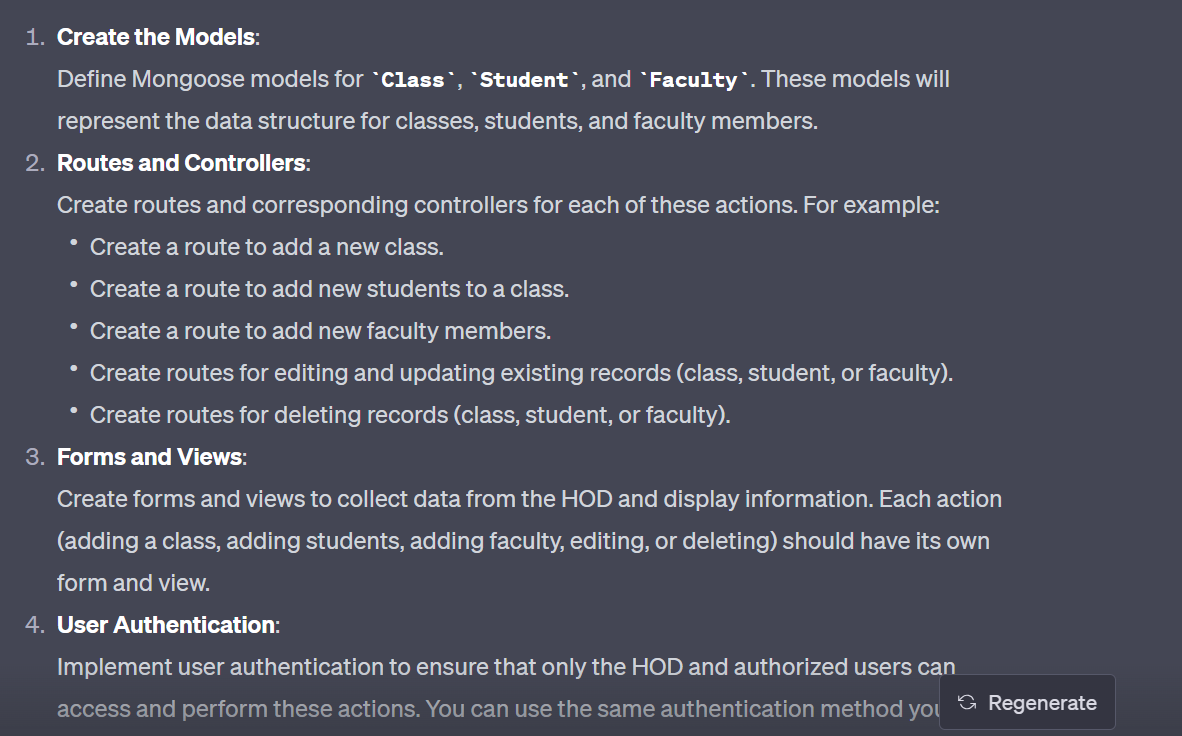 1. Create the Models:
Define Mongoose models for `Class`, `Student`, and `Faculty`. These models will
represent the data structure for classes, students, and faculty members.
2. Routes and Controllers:
Create routes and corresponding controllers for each of these actions. For example:
• Create a route to add a new class.
• Create a route to add new students to a class.
• Create a route to add new faculty members.
• Create routes for editing and updating existing records (class, student, or faculty).
• Create routes for deleting records (class, student, or faculty).
3. Forms and Views:
Create forms and views to collect data from the HOD and display information. Each action
(adding a class, adding students, adding faculty, editing, or deleting) should have its own
form and view.
4. User Authentication:
Implement user authentication to ensure that only the HOD and authorized users can
access and perform these actions. You can use the same authentication method
Regenerate